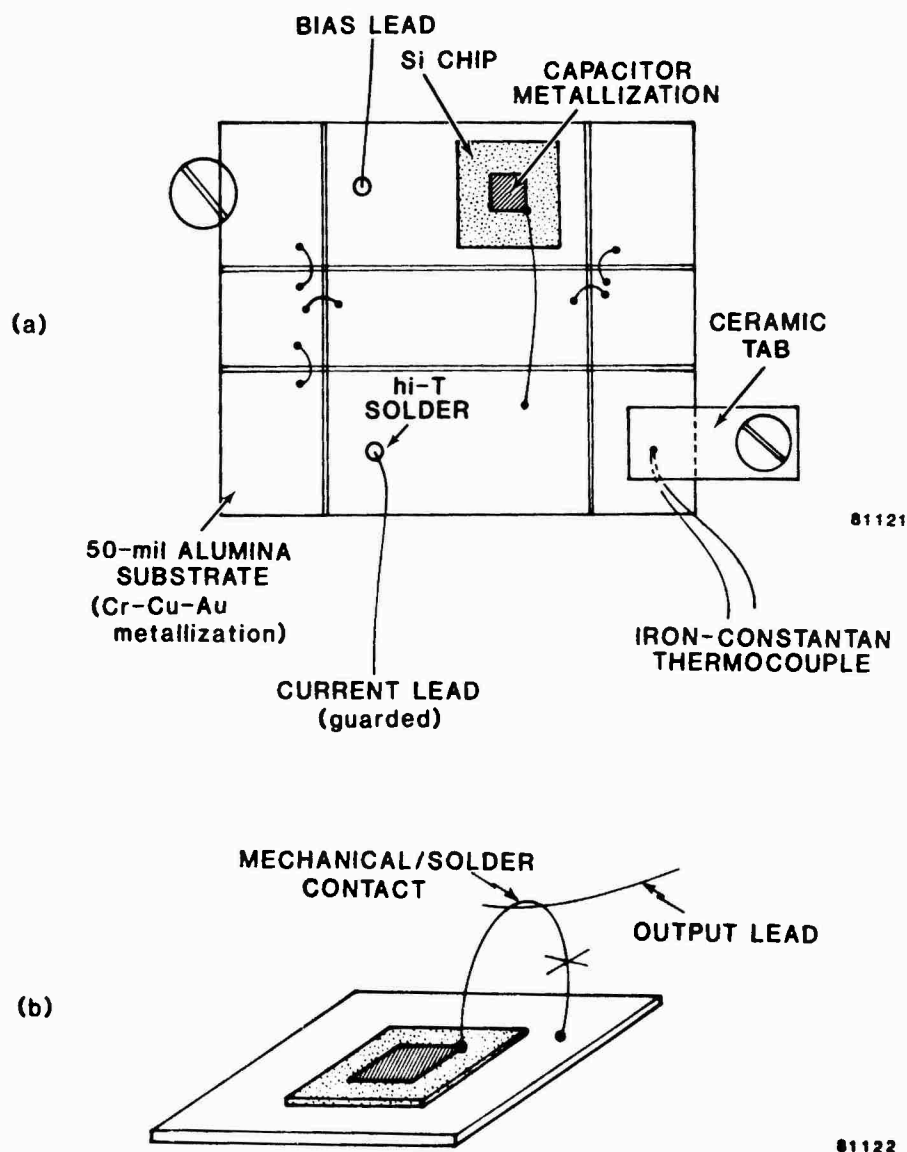 BIAS LEAD
Si CHIP
CAPACITOR
METALLIZATION
(a)
CERAMIC
TAB
hi-T
SOLDER
81121
50-mil ALUMINA
SUBSTRATE
(Cr-Cu-Au
metallization)
IRON-CONSTANTAN
THERMOCOUPLE
CURRENT LEAD
(guarded)
MECHANICAL/SOLDER
CONTACT
OUTPUT LEAD
(b)
81122